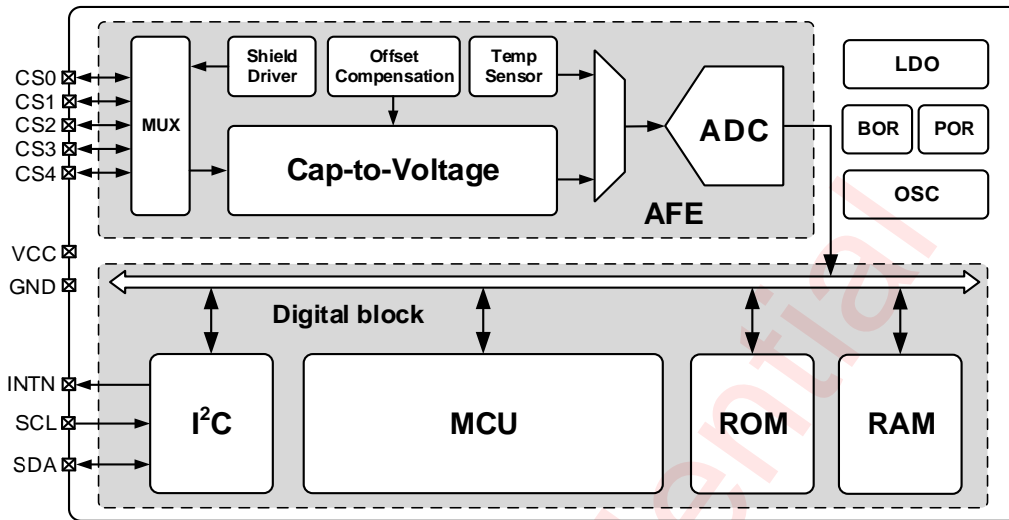 Shield
Driver
Offset
Compensation
Temp
Sensor
LDO
CS0
CS1
CS2
CS3
CS4
MUX
Cap-to-Voltage
ADC
BOR
POR
OSC
AFE
VCC
GND
Digital block
INTN
SCL
SDA
I²C
MCU
ROM
RAM
ential